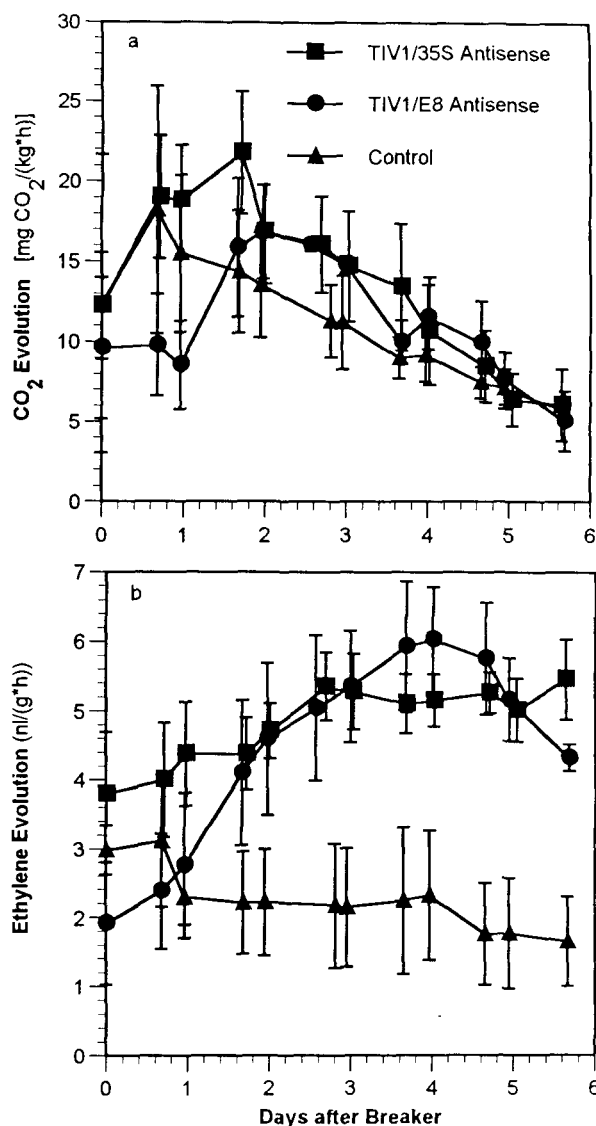 30
a
TIV1/35S Antisense
25
TIV1/E8 Antisense
20
Control
15
10
5
0
CO2 Evolution [mg CO2/(kg*h)]
0 1 2 3 4 5 6
7
b
6
5
4
3
2
1
0
Ethylene Evolution (nl/(g*h))
0 1 2 3 4 5 6
Days after Breaker